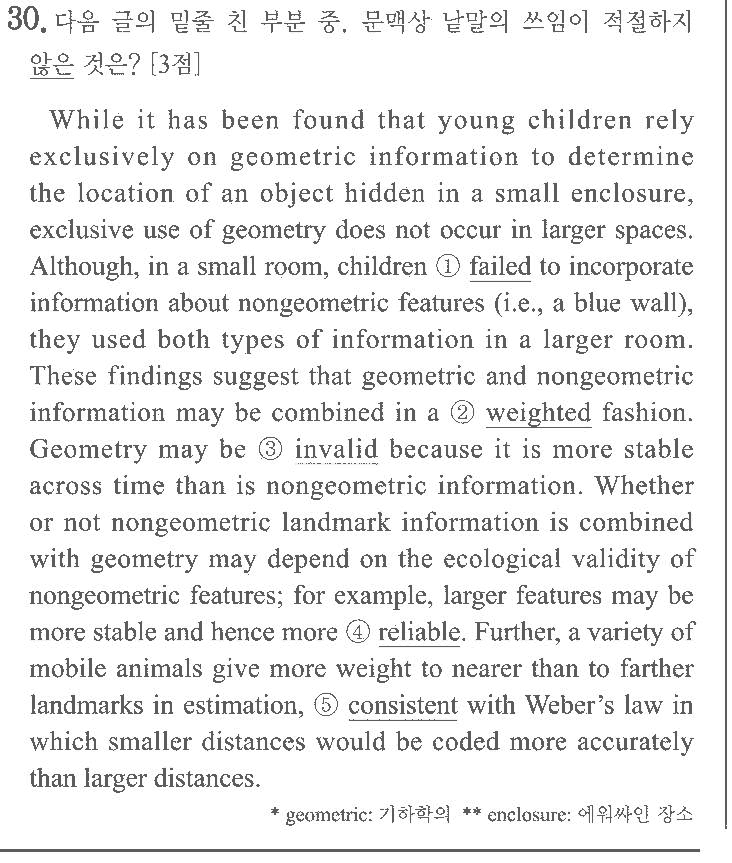 30. 다음 글의 밑줄 친 부분 중, 문맥상 낱말의 쓰임이 적절하지
않은 것은? [3점]
While it has been found that young children rely
exclusively on geometric information to determine
the location of an object hidden in a small enclosure,
exclusive use of geometry does not occur in larger spaces.
Although, in a small room, children ① failed to incorporate
information about nongeometric features (i.e., a blue wall),
they used both types of information in a larger room.
These findings suggest that geometric and nongeometric
information may be combined in a ② weighted fashion.
Geometry may be ③ invalid because it is more stable
across time than is nongeometric information. Whether
or not nongeometric landmark information is combined
with geometry may depend on the ecological validity of
nongeometric features; for example, larger features may be
more stable and hence more ④ reliable. Further, a variety of
mobile animals give more weight to nearer than to farther
landmarks in estimation, ⑤ consistent with Weber's law in
which smaller distances would be coded more accurately
than larger distances.
* geometric: 기하학의 ** enclosure: 에워싸인 장소